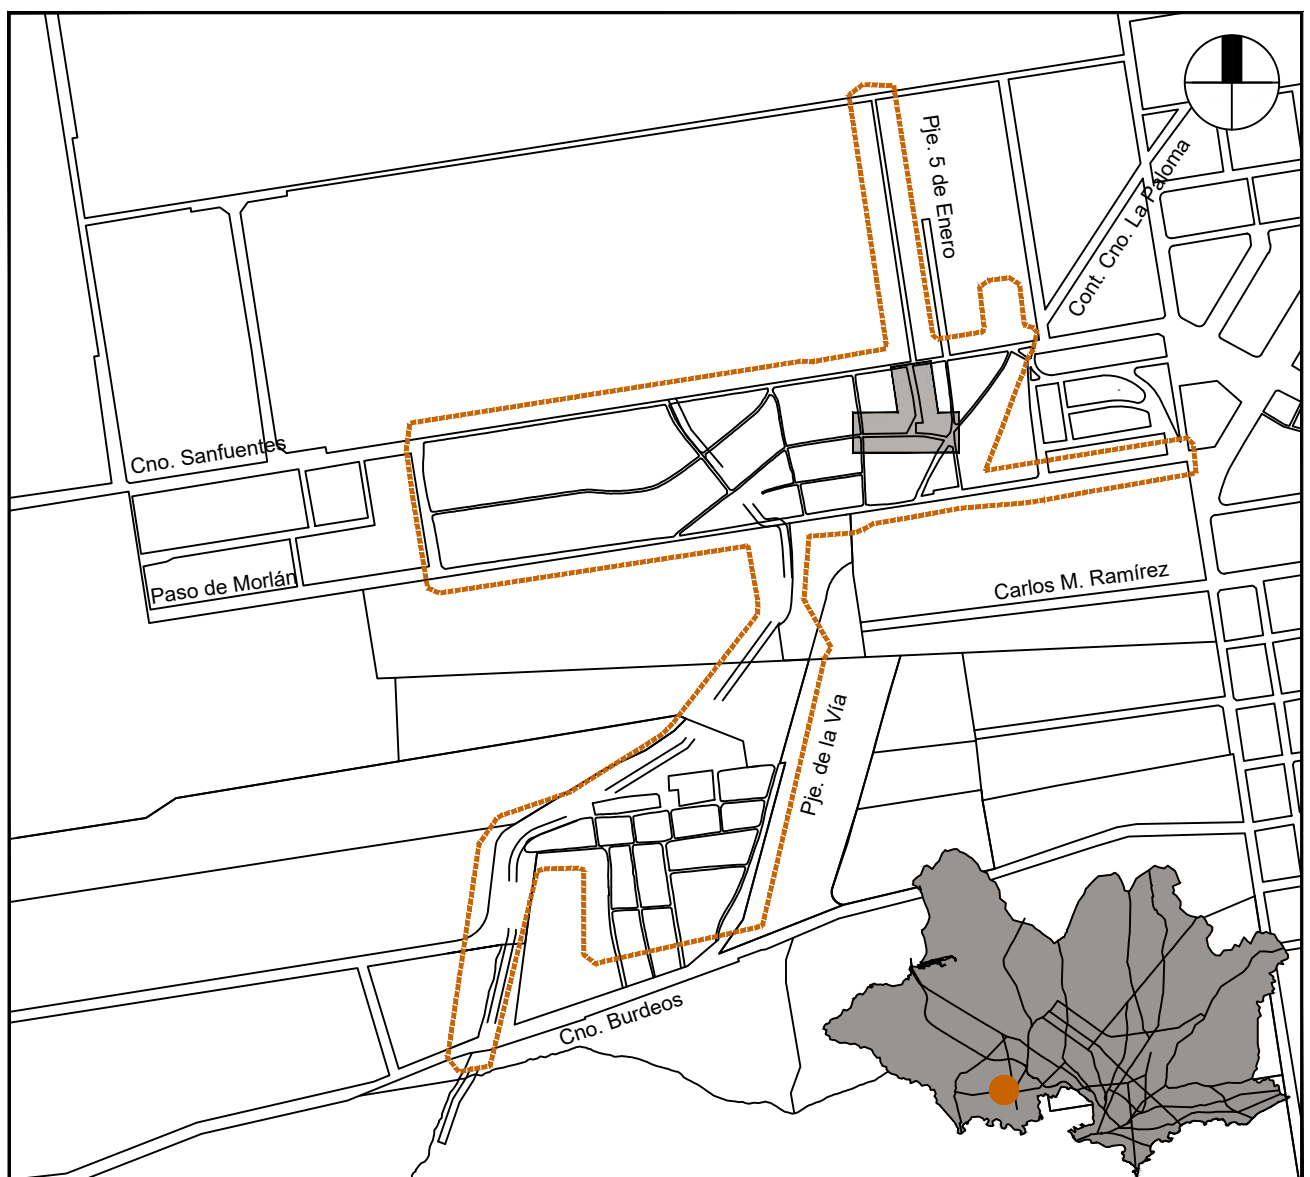 Pje. 5 de Enero
Cont. Cno. La Paloma
Cno. Sanfuentes
Paso de Morlán
Carlos M. Ramírez
Pje. de la Vía
Cno. Burdeos